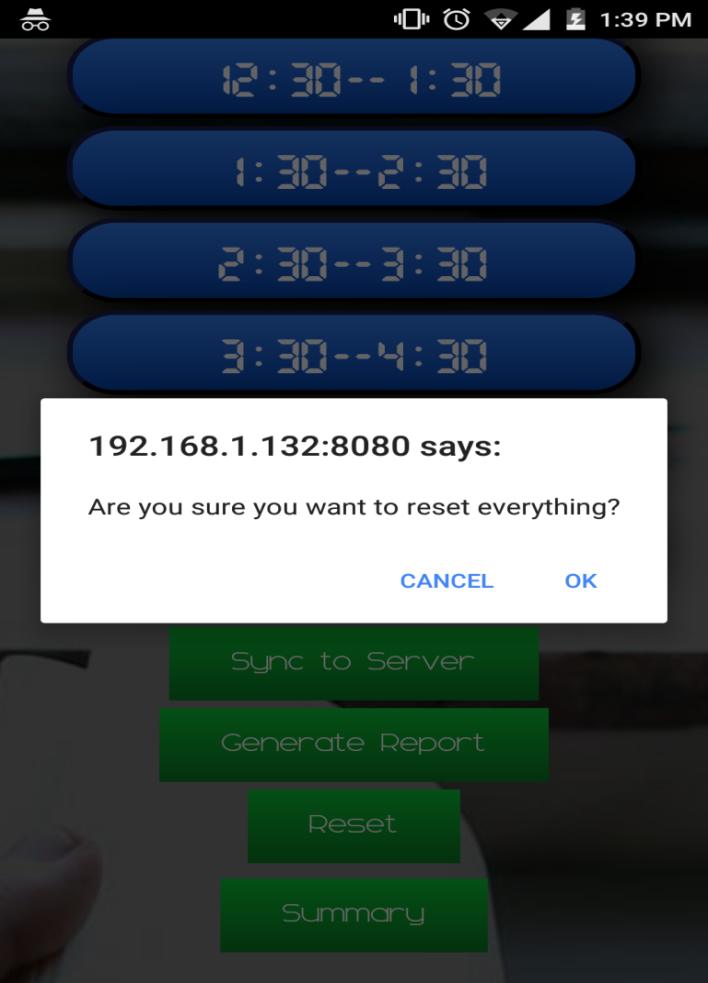 1:39 PM
12:30--1:30
1:30--2:30
2:30--3:30
3:30--4:30
192.168.1.132:8080 says:
Are you sure you want to reset everything?
CANCEL OK
Sync to Server
Generate Report
Reset
Summary